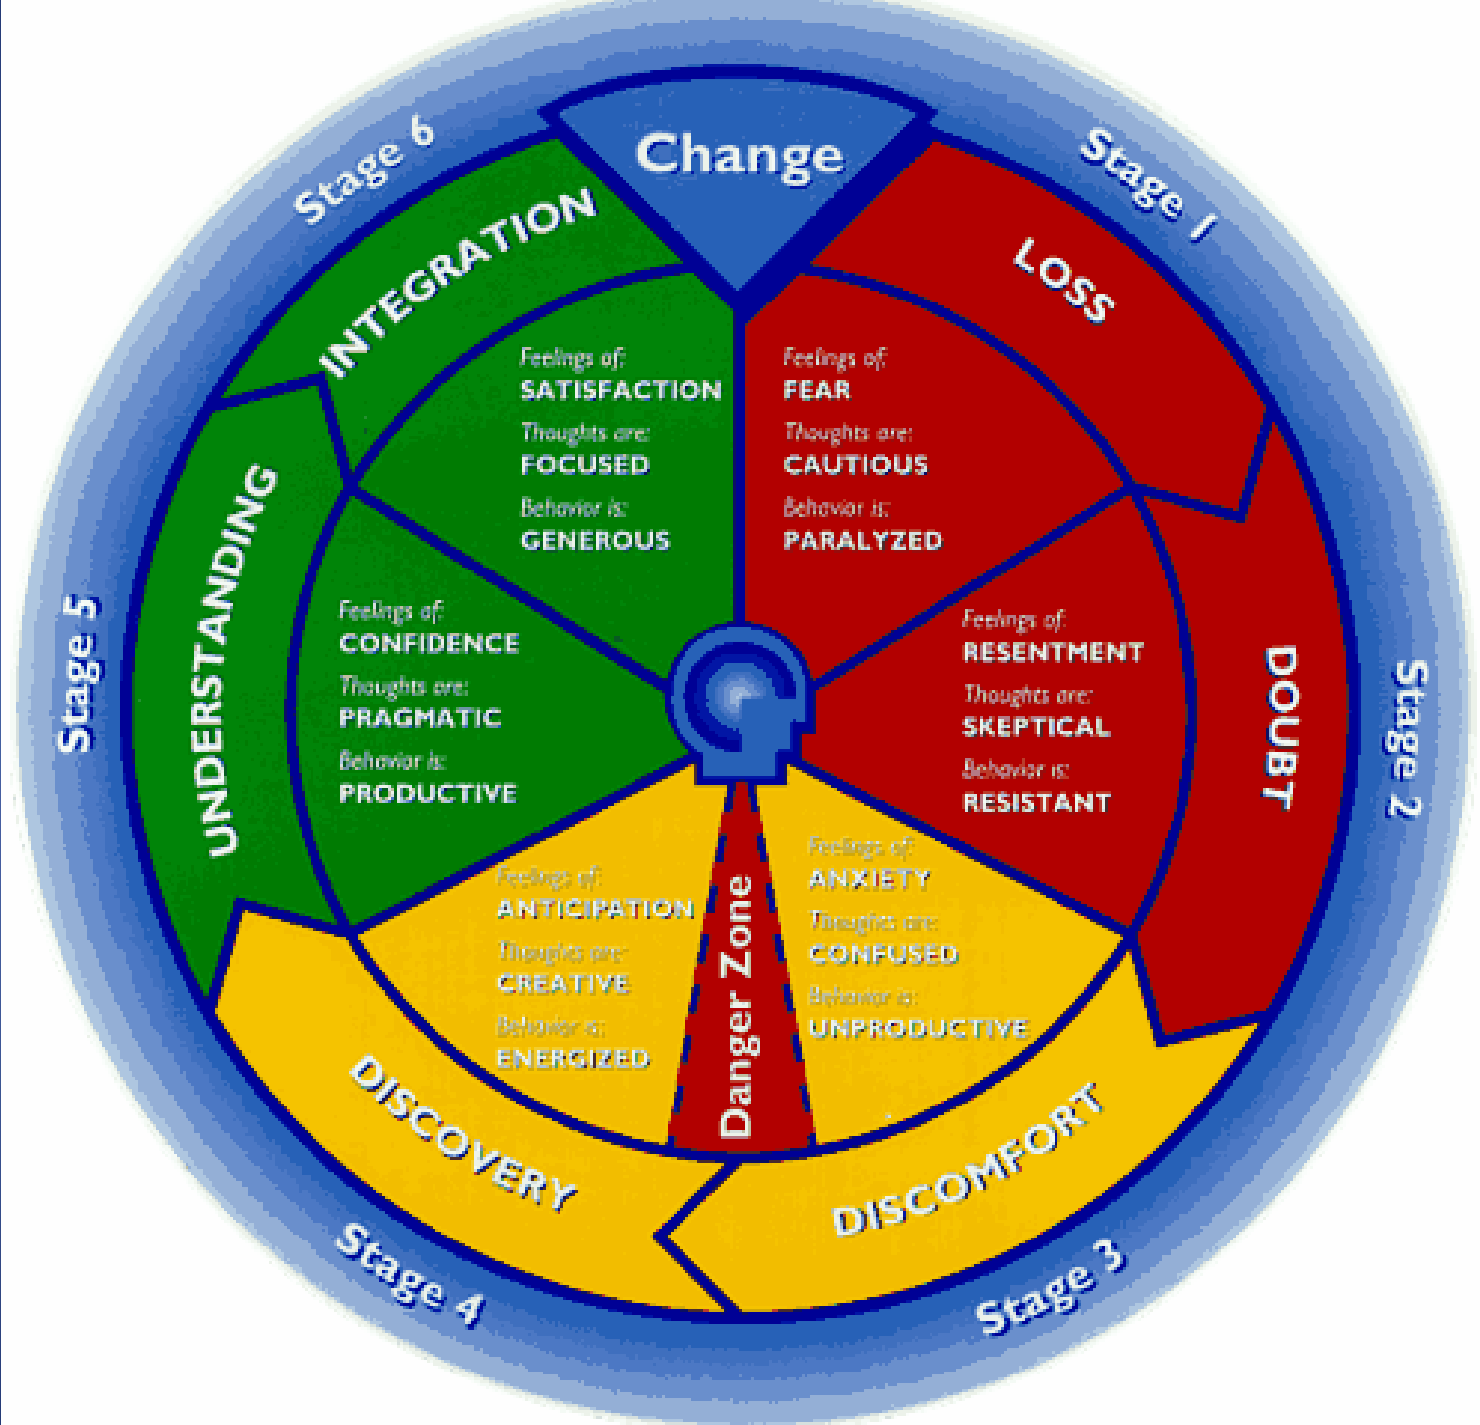 Change
Stage 1
LOSS
Feelings of:
FEAR
Thoughts are:
CAUTIOUS
Behavior is:
PARALYZED
Stage 2
DOUBT
Feelings of:
RESENTMENT
Thoughts are:
SKEPTICAL
Behavior is:
RESISTANT
Stage 3
DISCOMFORT
Feelings of:
ANXIETY
Thoughts are:
CONFUSED
Behavior is:
UNPRODUCTIVE
Danger Zone
Stage 4
DISCOVERY
Feelings of:
ANTICIPATION
Thoughts are:
CREATIVE
Behavior is:
ENERGIZED
Stage 5
UNDERSTANDING
Feelings of:
CONFIDENCE
Thoughts are:
PRAGMATIC
Behavior is:
PRODUCTIVE
Stage 6
INTEGRATION
Feelings of:
SATISFACTION
Thoughts are:
FOCUSED
Behavior is:
GENEROUS